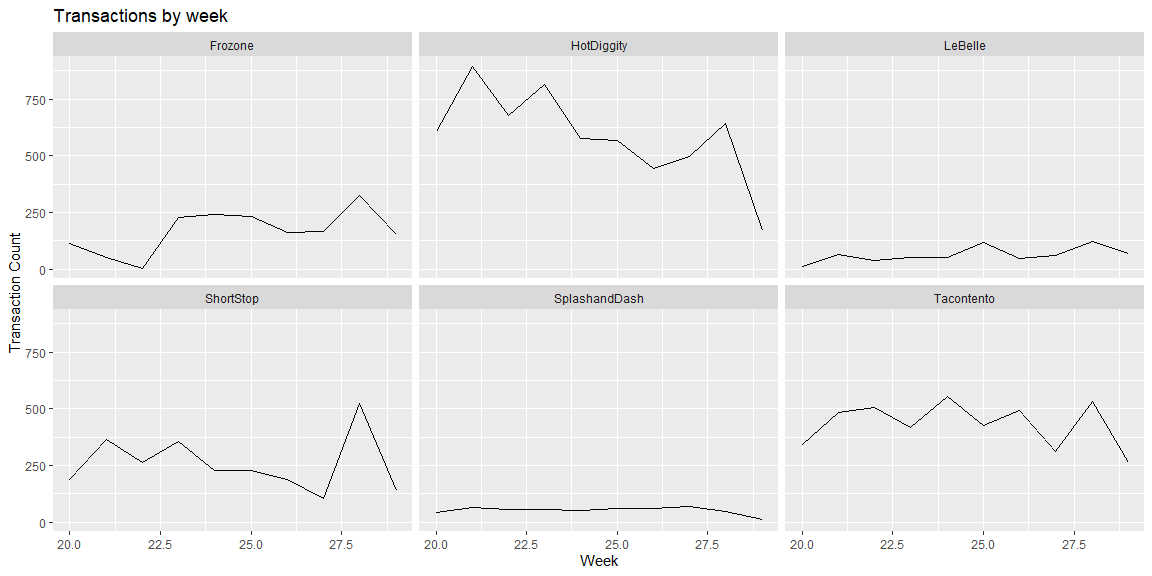 Transactions by week
Frozone HotDiggity LeBelle
750
500
250
0
ShortStop SplashandDash Tacontento
750
500
250
0
20.0 22.5 25.0 27.5 20.0 22.5 25.0 27.5 20.0 22.5 25.0 27.5
Week
Transaction Count